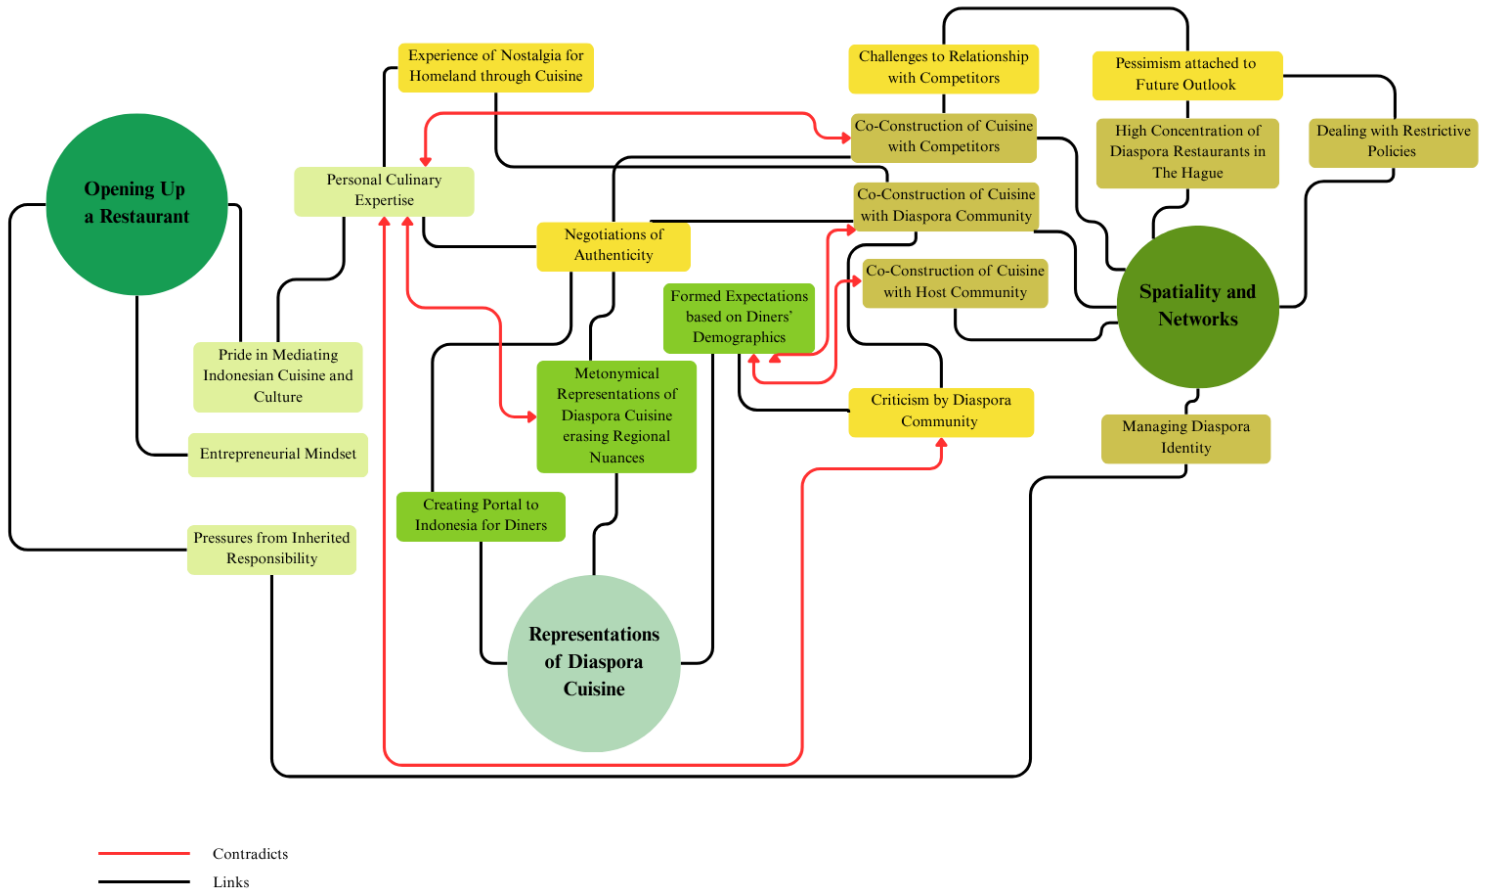 Experience of Nostalgia for
Homeland through Cuisine
Challenges to Relationship
with Competitors
Pessimism attached to
Future Outlook
Co-Construction of Cuisine
with Competitors
High Concentration of
Diaspora Restaurants in
The Hague
Dealing with Restrictive
Policies
Opening Up
a Restaurant
Personal Culinary
Expertise
Co-Construction of Cuisine
with Diaspora Community
Negotiations of
Authenticity
Co-Construction of Cuisine
with Host Community
Spatiality and
Networks
Formed Expectations
based on Diners'
Demographics
Pride in Mediating
Indonesian Cuisine and
Culture
Metonymical
Representations of
Diaspora Cuisine
erasing Regional
Nuances
Criticism by Diaspora
Community
Managing Diaspora
Identity
Entrepreneurial Mindset
Creating Portal to
Indonesia for Diners
Pressures from Inherited
Responsibility
Representations
of Diaspora
Cuisine
Contradicts
Links